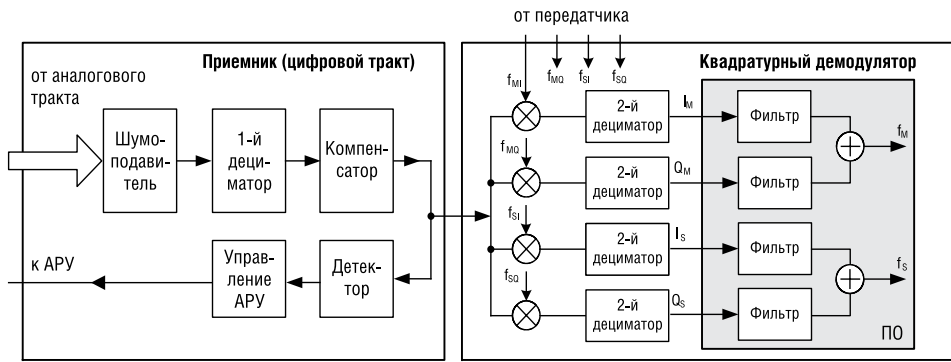 от передатчика
Приемник (цифровой тракт)
от аналогового
тракта
Шумо-
подави-
тель
1-й
деци-
матор
Компен-
сатор
к АРУ
Управ-
ление
АРУ
Детек-
тор
Квадратурный демодулятор
f_MI
f_MQ
f_SI
f_SQ
2-й
дециматор
I_M
Фильтр
f_M
f_MQ
2-й
дециматор
Q_M
Фильтр
f_SI
2-й
дециматор
I_S
Фильтр
f_S
f_SQ
2-й
дециматор
Q_S
Фильтр
ПО